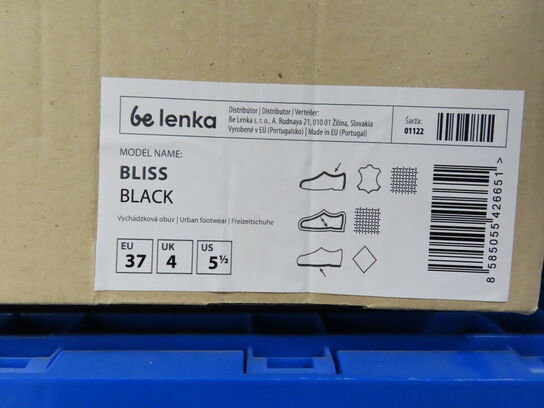 be lenka
Distribútor | Distributor | Verteiler:
Be Lenka s. r. o., A. Rudnaya 21, 010 01 Žilina, Slovakia
Vyrobené v EÚ (Portugalsko) | Made in EU (Portugal)
Šarža:
01122
MODEL NAME:
BLISS
BLACK
Vychádzková obuv | Urban footwear | Freizeitschuhe
EU UK US
37 4 5 1/2
8 585055 426651 >